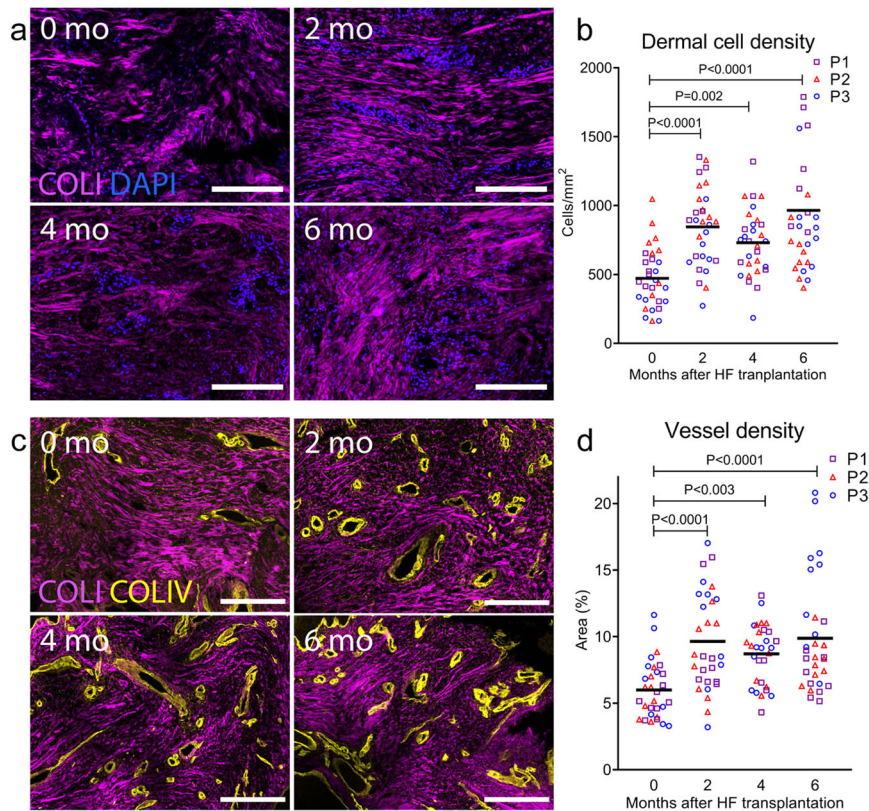 a
0 mo
2 mo
COLI DAPI
4 mo
6 mo
b
Dermal cell density
P1
P2
P3
P<0.0001
P=0.002
P<0.0001
Cells/mm²
2000
1500
1000
500
0
0 2 4 6
Months after HF tranplantation
c
0 mo
2 mo
COLI COLIV
4 mo
6 mo
d
Vessel density
P1
P2
P3
P<0.0001
P<0.003
P<0.0001
Area (%)
20
15
10
5
0
0 2 4 6
Months after HF transplantation